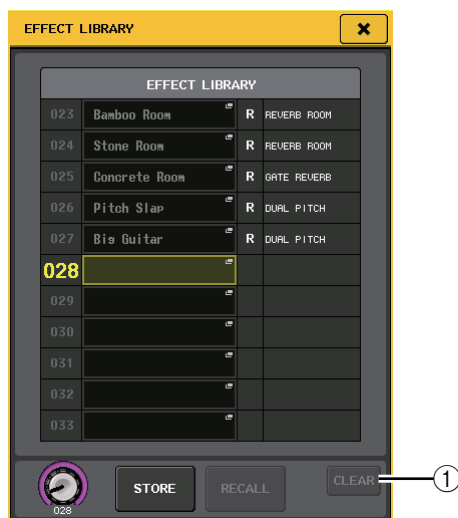 EFFECT LIBRARY
EFFECT LIBRARY
023 Bamboo Room R REVERB ROOM
024 Stone Room R REVERB ROOM
025 Concrete Room R GATE REVERB
026 Pitch Slap R DUAL PITCH
027 Big Guitar R DUAL PITCH
028
029
030
031
032
033
028 STORE RECALL CLEAR 1